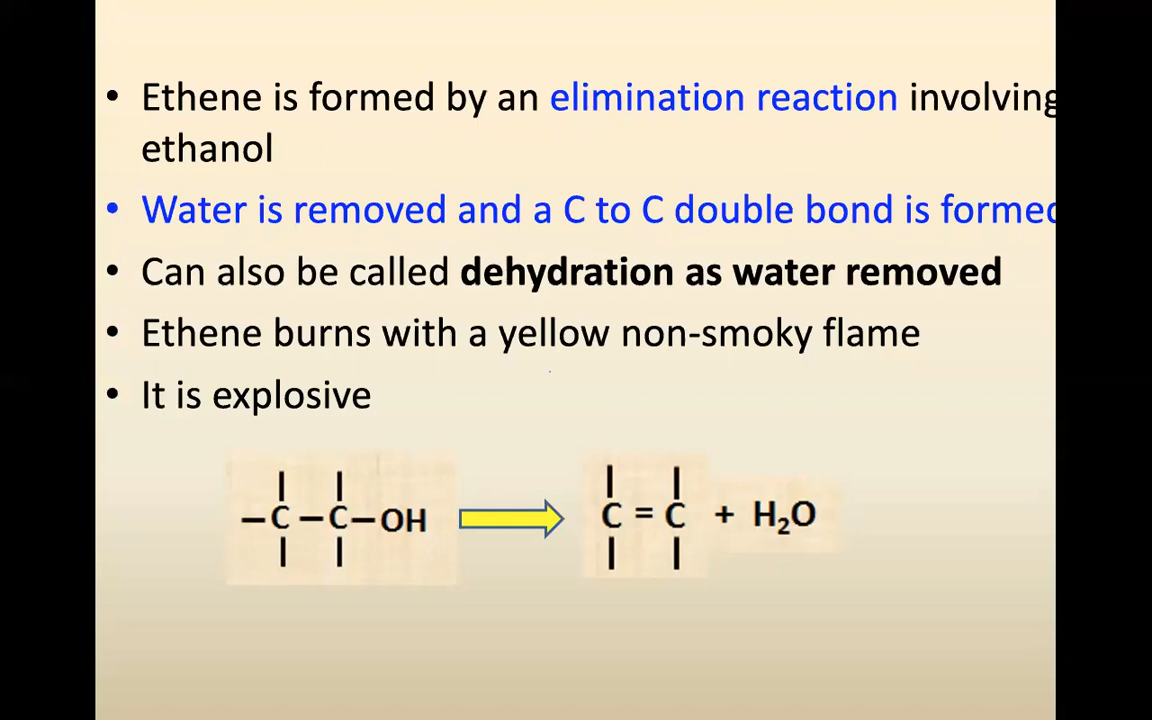 • Ethene is formed by an elimination reaction involving
ethanol
• Water is removed and a C to C double bond is formed
• Can also be called dehydration as water removed
• Ethene burns with a yellow non-smoky flame
• It is explosive
–C–C–OH C=C + H₂O